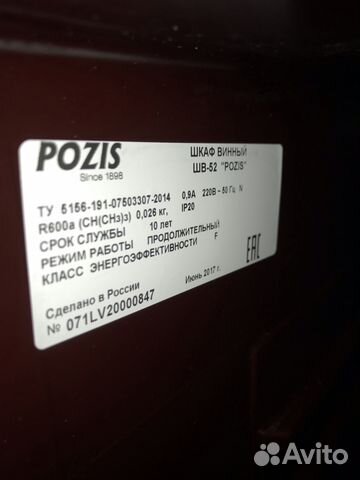 POZIS
Since 1898
ШКАФ ВИННЫЙ
ШВ-52 "POZIS"
ТУ 5156-191-07503307-2014 0,9А 220В ~ 50 Гц N
R600a (CH(CH₃)₃) 0,026 кг, IP20
СРОК СЛУЖБЫ 10 лет
РЕЖИМ РАБОТЫ ПРОДОЛЖИТЕЛЬНЫЙ
КЛАСС ЭНЕРГОЭФФЕКТИВНОСТИ F
EAC
Сделано в России Июнь 2017 г.
№ 071LV20000847
Avito